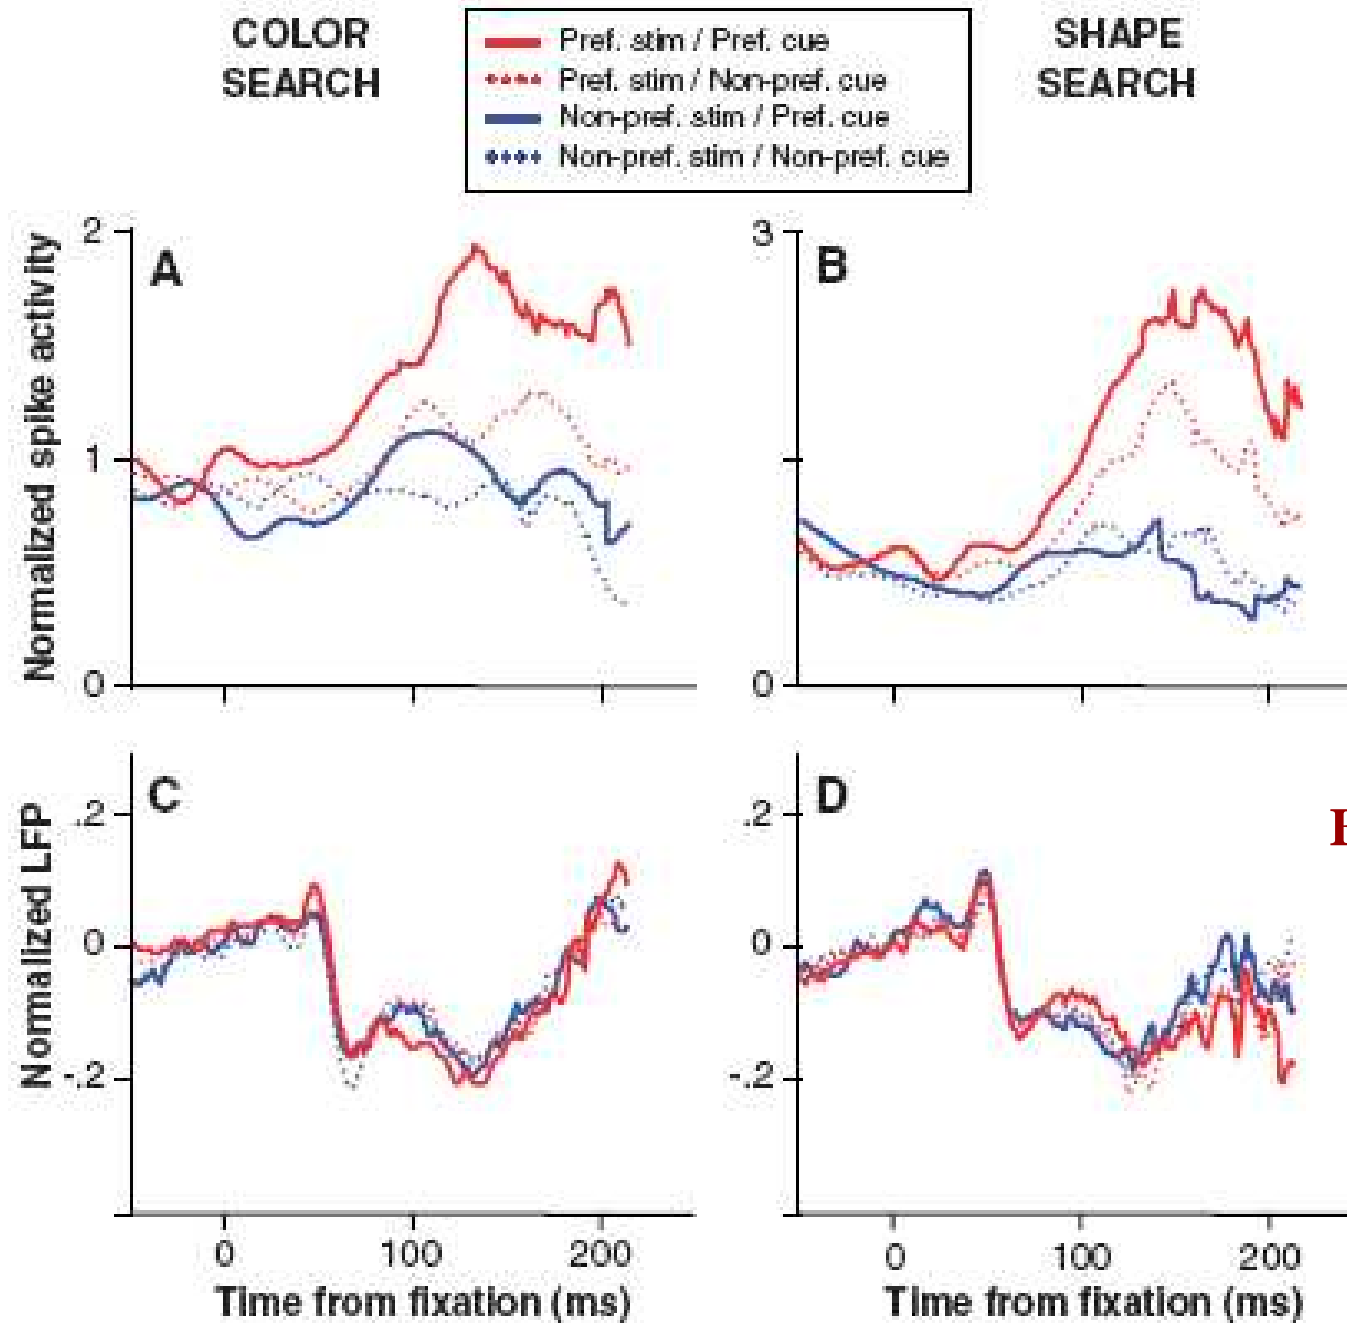 COLOR
SEARCH
Pref. stim / Pref. cue
Pref. stim / Non-pref. cue
Non-pref. stim / Pref. cue
Non-pref. stim / Non-pref. cue
SHAPE
SEARCH
Normalized spike activity
2
1
0
A
3
0
B
Normalized LFP
.2
0
-.2
C
.2
0
-.2
D
0 100 200
Time from fixation (ms)
0 100 200
Time from fixation (ms)